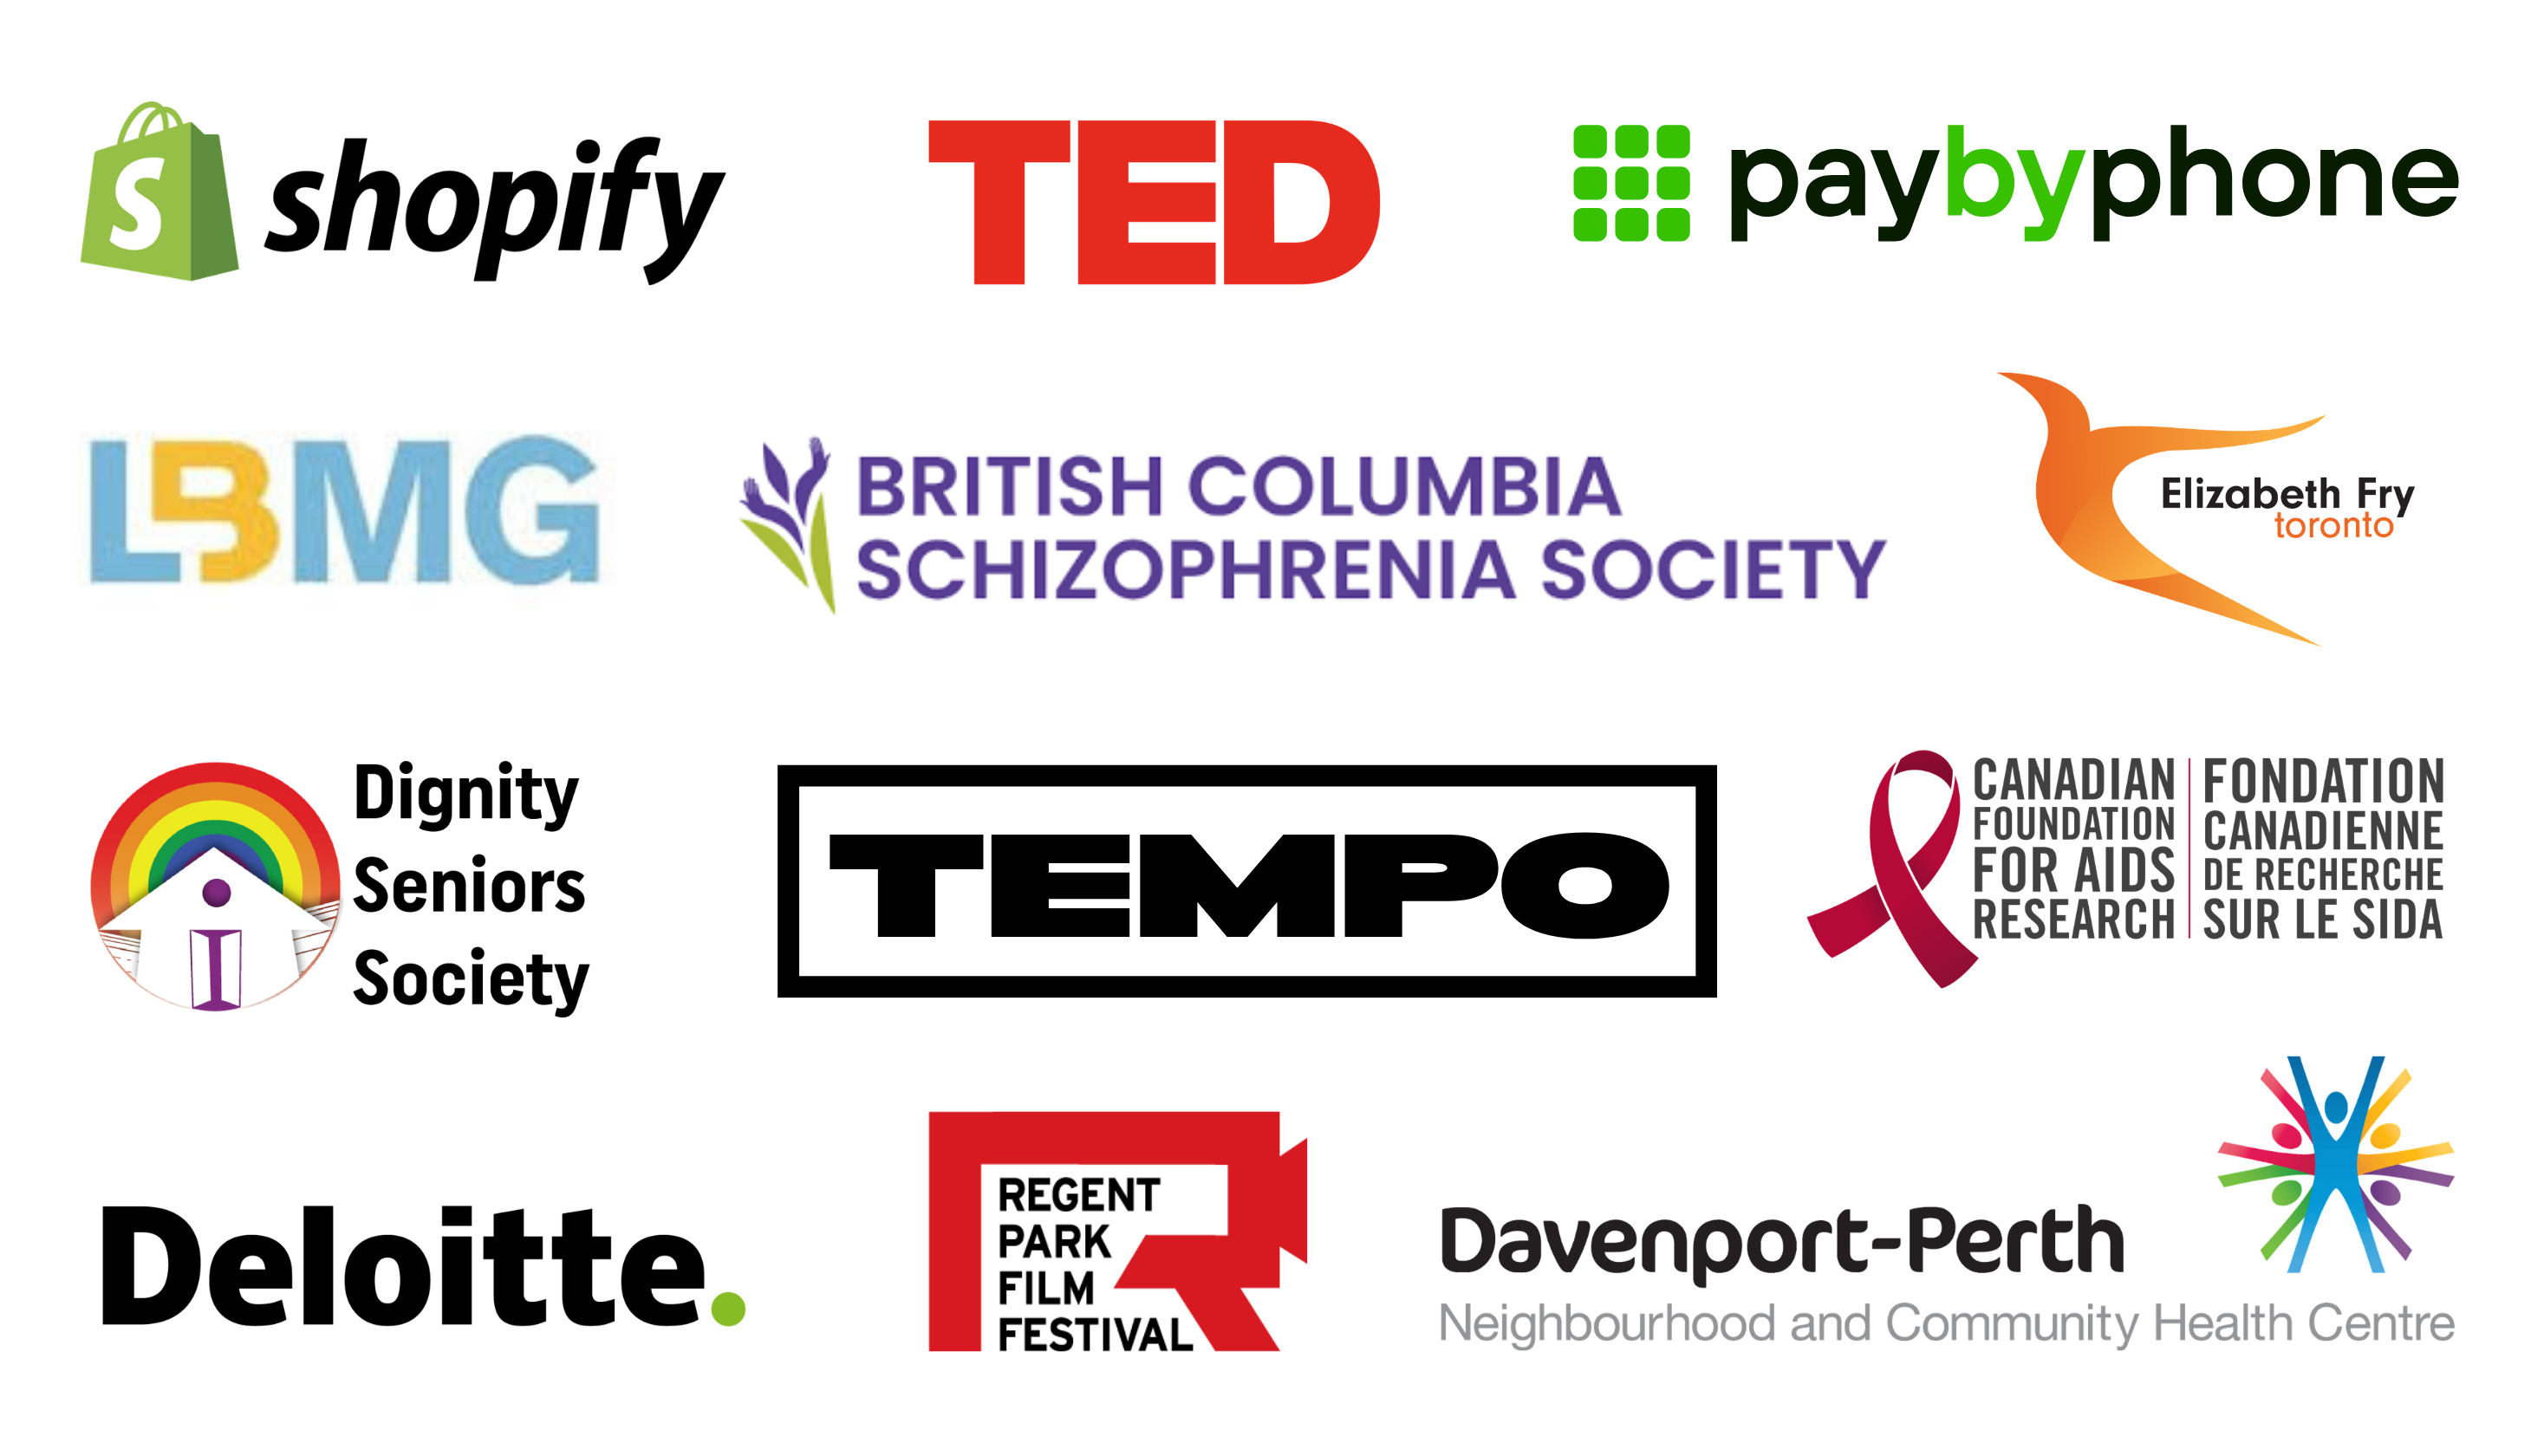 S shopify
TED
paybyphone
LBMG
BRITISH COLUMBIA
SCHIZOPHRENIA SOCIETY
Elizabeth Fry
toronto
Dignity
Seniors
Society
TEMPO
CANADIAN
FOUNDATION
FOR AIDS
RESEARCH
FONDATION
CANADIENNE
DE RECHERCHE
SUR LE SIDA
Deloitte.
REGENT
PARK
FILM
FESTIVAL
Davenport-Perth
Neighbourhood and Community Health Centre